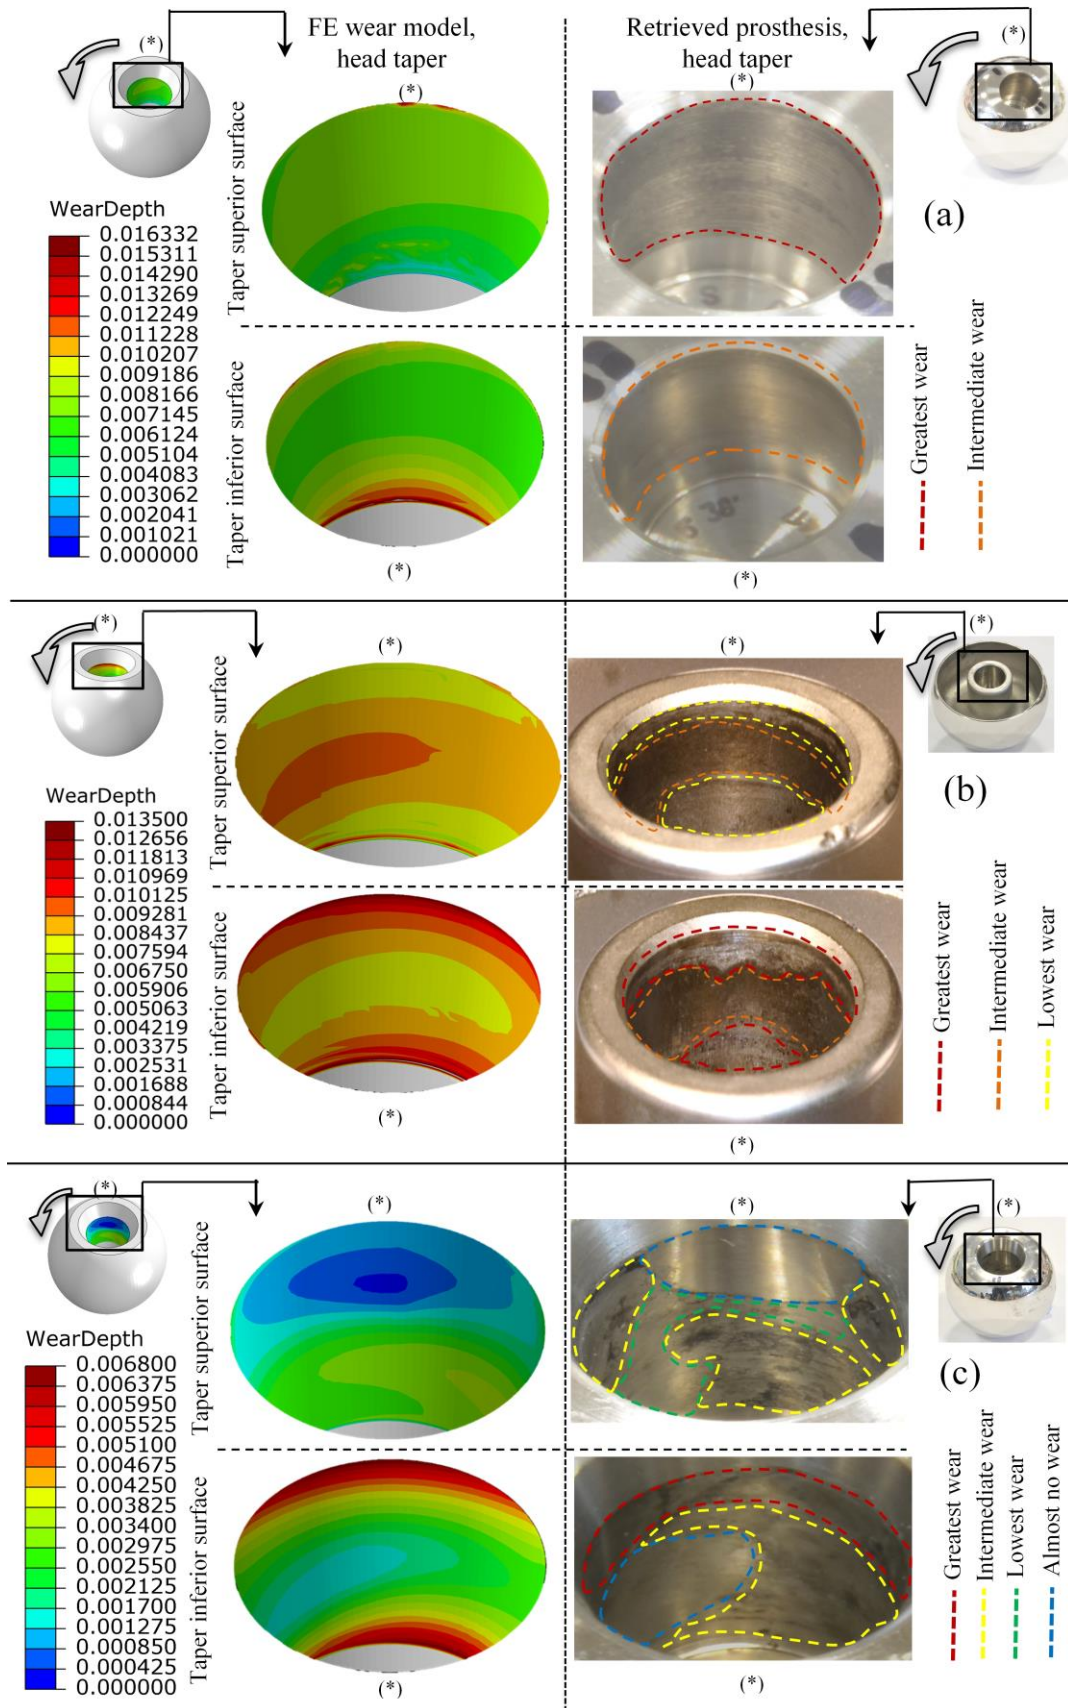 FE wear model,
head taper
(*)
Retrieved prosthesis,
head taper
(*)
(*)
(*)
(a)
WearDepth
0.016332
0.015311
0.014290
0.013269
0.012249
0.011228
0.010207
0.009186
0.008166
0.007145
0.006124
0.005104
0.004083
0.003062
0.002041
0.001021
0.000000
Taper superior surface
Taper inferior surface
S
S 38°
(*)
(*)
Greatest wear
Intermediate wear
(*)
(*)
(*)
(*)
(b)
WearDepth
0.013500
0.012656
0.011813
0.010969
0.010125
0.009281
0.008437
0.007594
0.006750
0.005906
0.005063
0.004219
0.003375
0.002531
0.001688
0.000844
0.000000
Taper superior surface
Taper inferior surface
(*)
(*)
Greatest wear
Intermediate wear
Lowest wear
(*)
(*)
(*)
(*)
(c)
WearDepth
0.006800
0.006375
0.005950
0.005525
0.005100
0.004675
0.004250
0.003825
0.003400
0.002975
0.002550
0.002125
0.001700
0.001275
0.000850
0.000425
0.000000
Taper superior surface
Taper inferior surface
(*)
(*)
Greatest wear
Intermediate wear
Lowest wear
Almost no wear